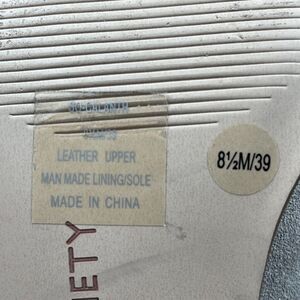 LEATHER UPPER
MAN MADE LINING/SOLE
MADE IN CHINA
8½M/39
IETY